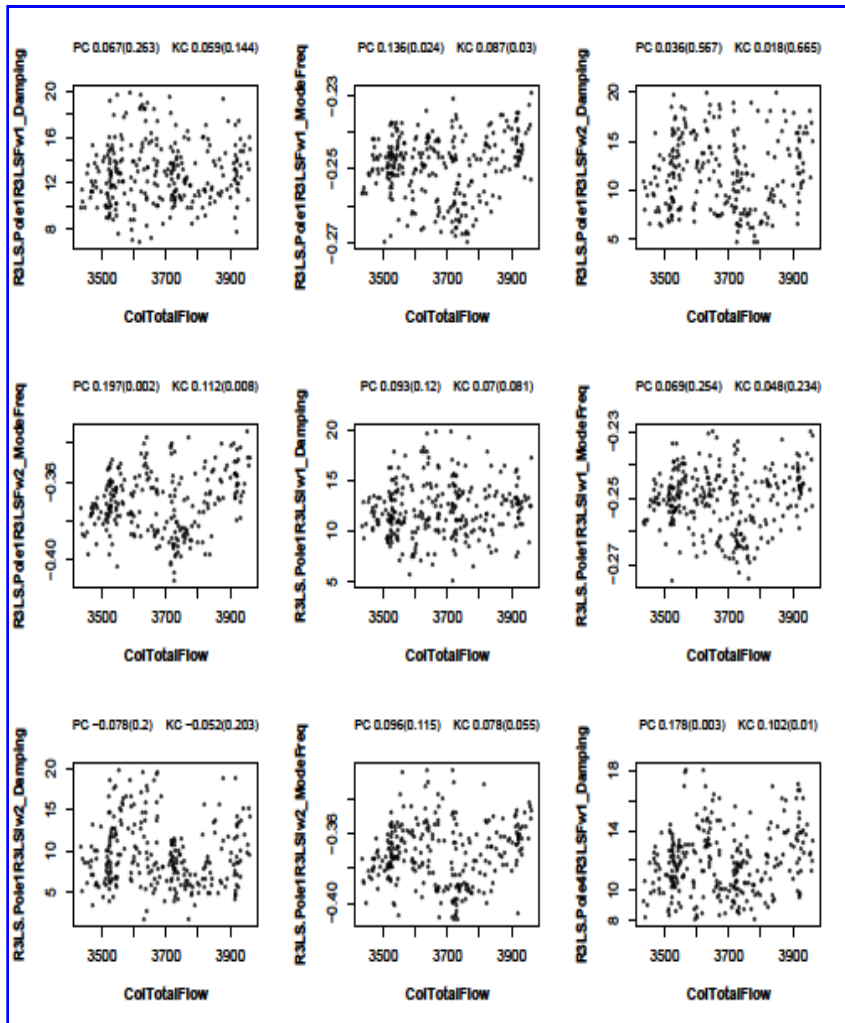 PC 0.067(0.263) KC 0.059(0.144)
R3LS.Pole1R3LSFw1_Damping
20
16
12
8
3500 3700 3900
ColTotalFlow
PC 0.136(0.024) KC 0.087(0.03)
R3LS.Pole1R3LSFw1_ModeFreq
−0.23
−0.25
−0.27
3500 3700 3900
ColTotalFlow
PC 0.036(0.567) KC 0.018(0.665)
R3LS.Pole1R3LSFw2_Damping
20
15
10
5
3500 3700 3900
ColTotalFlow
PC 0.197(0.002) KC 0.112(0.008)
R3LS.Pole1R3LSFw2_ModeFreq
−0.36
−0.40
3500 3700 3900
ColTotalFlow
PC 0.093(0.12) KC 0.07(0.081)
R3LS.Pole1R3LSIw1_Damping
20
15
10
5
3500 3700 3900
ColTotalFlow
PC 0.069(0.254) KC 0.048(0.234)
R3LS.Pole1R3LSIw1_ModeFreq
−0.23
−0.25
−0.27
3500 3700 3900
ColTotalFlow
PC −0.078(0.2) KC −0.052(0.203)
R3LS.Pole1R3LSIw2_Damping
20
15
10
5
3500 3700 3900
ColTotalFlow
PC 0.096(0.115) KC 0.078(0.055)
R3LS.Pole1R3LSIw2_ModeFreq
−0.36
−0.40
3500 3700 3900
ColTotalFlow
PC 0.178(0.003) KC 0.102(0.01)
R3LS.Pole4R3LSFw1_Damping
18
14
12
10
8
3500 3700 3900
ColTotalFlow